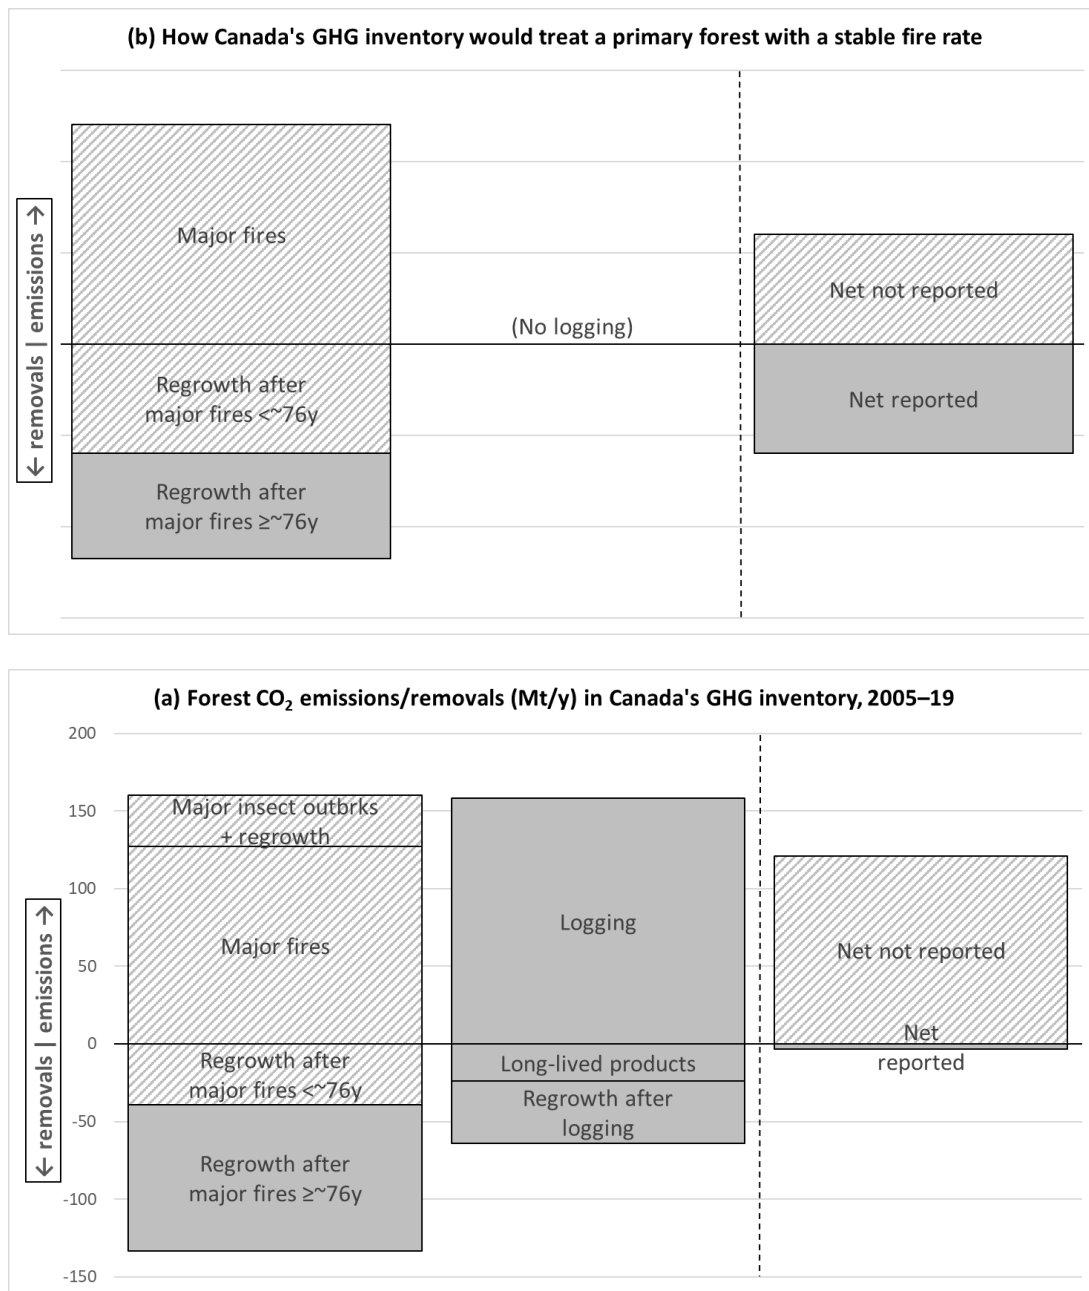 (b) How Canada's GHG inventory would treat a primary forest with a stable fire rate
← removals | emissions →
Major fires
(No logging)
Regrowth after
major fires <~76y
Regrowth after
major fires ≥~76y
Net not reported
Net reported
(a) Forest CO₂ emissions/removals (Mt/y) in Canada's GHG inventory, 2005–19
← removals | emissions →
200
150
100
50
0
-50
-100
-150
Major insect outbrks
+ regrowth
Major fires
Regrowth after
major fires <~76y
Regrowth after
major fires ≥~76y
Logging
Long-lived products
Regrowth after
logging
Net not reported
Net
reported